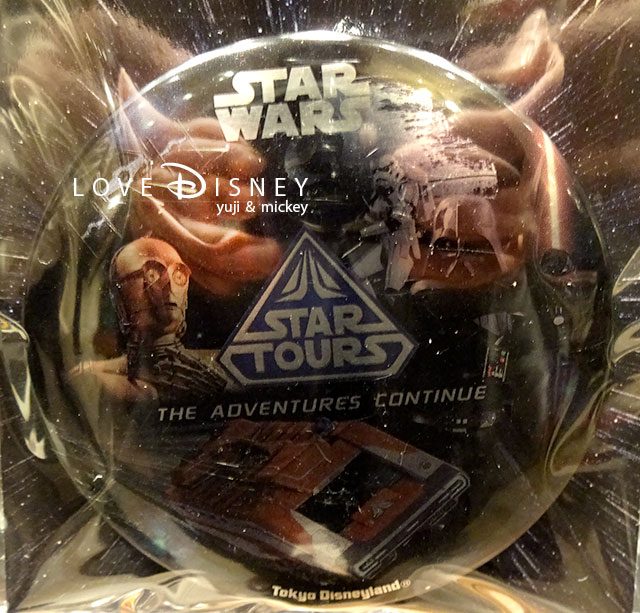 STAR
WARS
LOVE DISNEY
yuji & mickey
STAR
TOURS
THE ADVENTURES CONTINUE
Tokyo Disneyland®